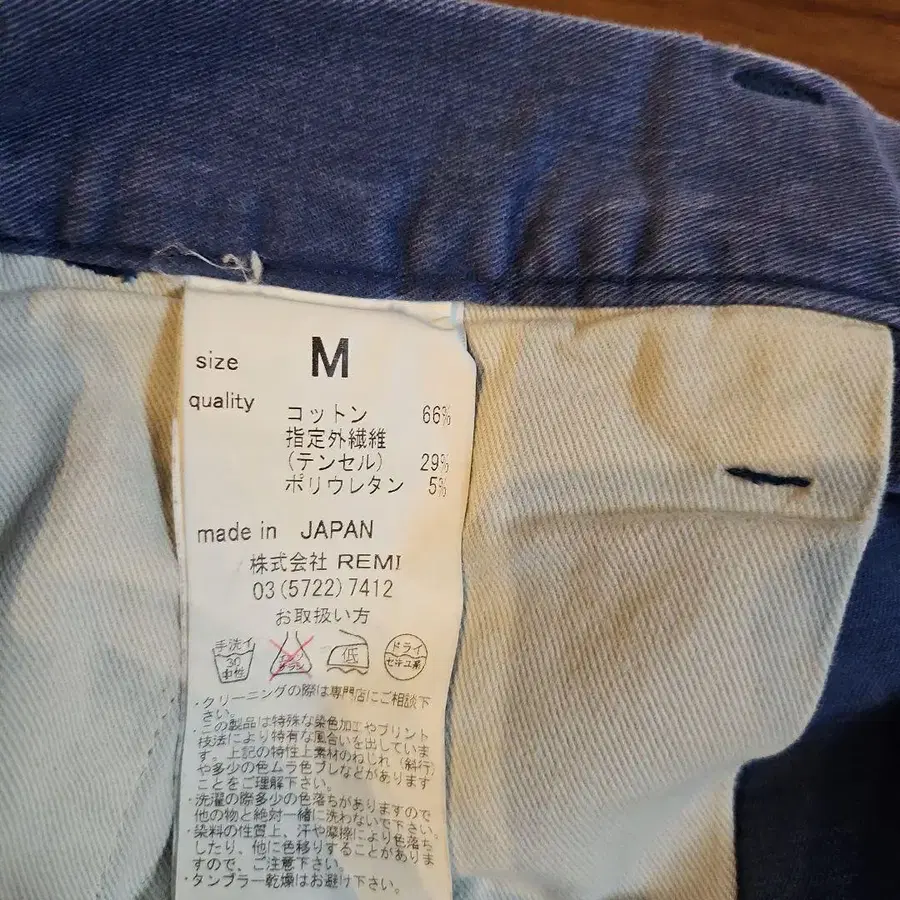 size M
quality
コットン 66%
指定外繊維
(テンセル) 29%
ポリウレタン 5%
made in JAPAN
株式会社 REMI
03(5722)7412
お取扱い方
手洗イ
30
中性
低
ドライ
セキユ系
・クリーニングの際は専門店にご相談下
さい。
・この製品は特殊な染色加工やプリント
技法により特有な風合いを出していま
す。上記の特性上素材のねじれ（斜行）
や多少の色ムラ色ブレなどがあります
ことをご理解下さい。
・洗濯の際多少の色落ちがありますので
他の物と絶対一緒に洗わないで下さい。
・染料の性質上、汗や摩擦により色落ち
したり、他に色移りすることがありま
すので、ご注意下さい。
・タンブラー乾燥はお避け下さい。